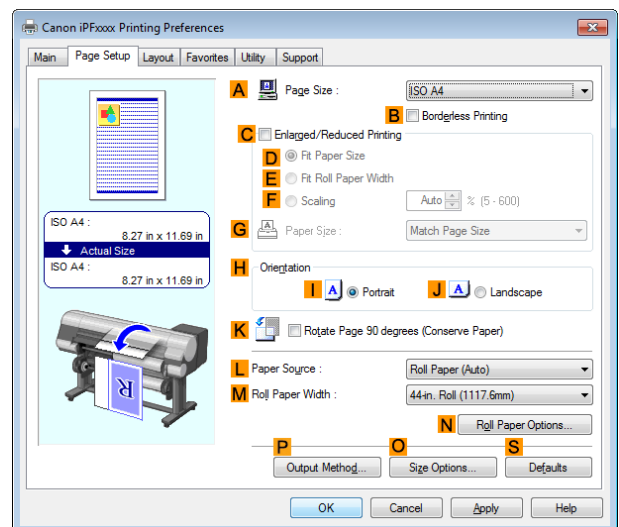 Canon iPFxxxx Printing Preferences
Main Page Setup Layout Favorites Utility Support
A Page Size : ISO A4
B Borderless Printing
C Enlarged/Reduced Printing
D Fit Paper Size
E Fit Roll Paper Width
F Scaling Auto % (5 - 600)
G Paper Size : Match Page Size
ISO A4 :
8.27 in x 11.69 in
Actual Size
ISO A4 :
8.27 in x 11.69 in
H Orientation
I A Portrait J A Landscape
K Rotate Page 90 degrees (Conserve Paper)
R
L Paper Source : Roll Paper (Auto)
M Roll Paper Width : 44-in. Roll (1117.6mm)
N Roll Paper Options...
P O S
Output Method... Size Options... Defaults
OK Cancel Apply Help